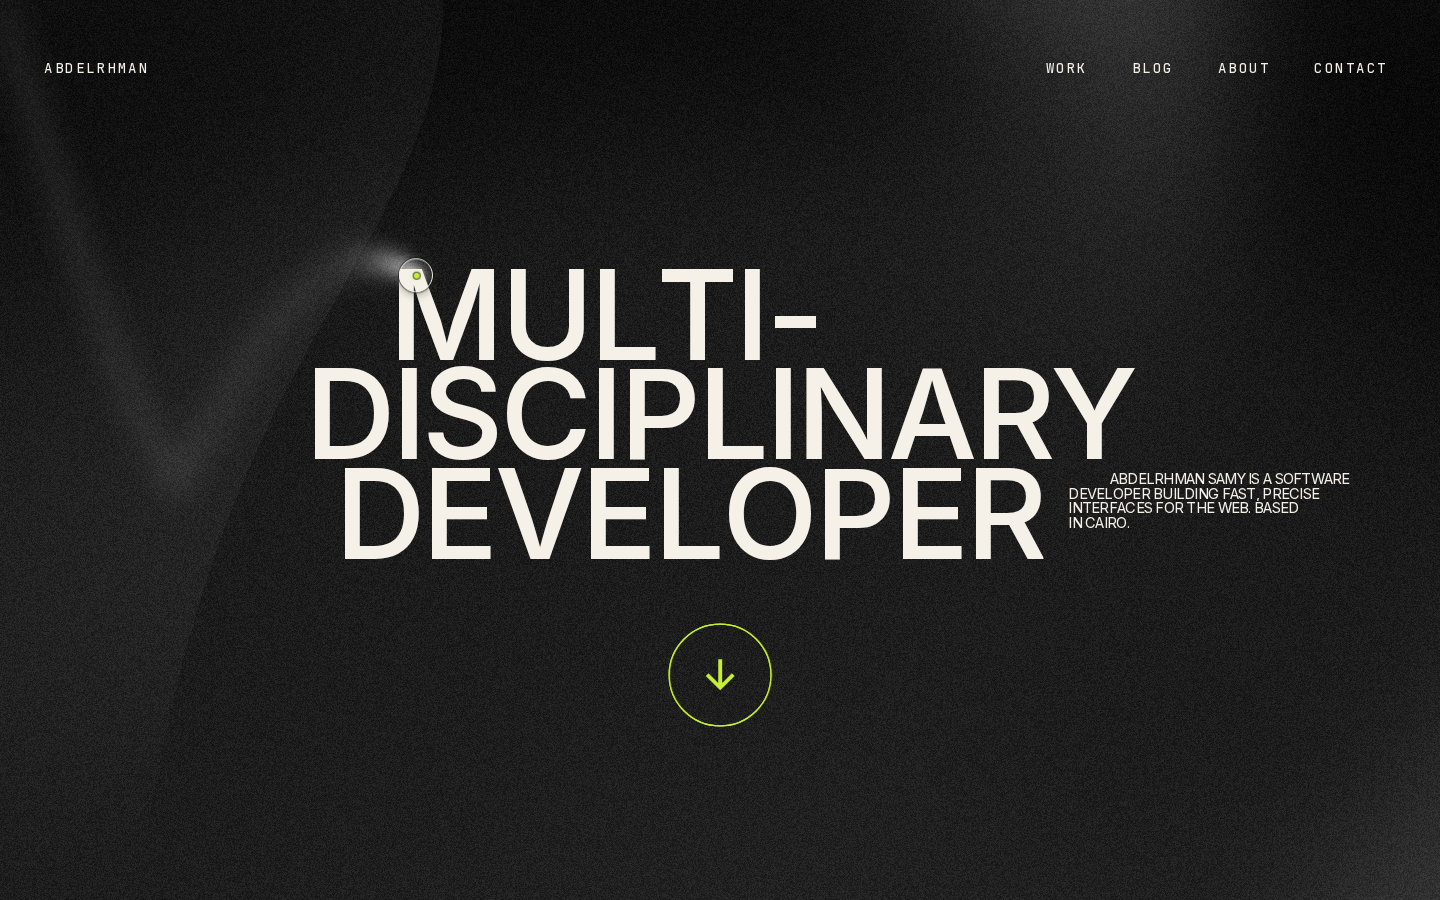 ABDELRHMAN
WORK BLOG ABOUT CONTACT
MULTI-
DISCIPLINARY
DEVELOPER
ABDELRHMAN SAMY IS A SOFTWARE
DEVELOPER BUILDING FAST, PRECISE
INTERFACES FOR THE WEB. BASED
IN CAIRO.